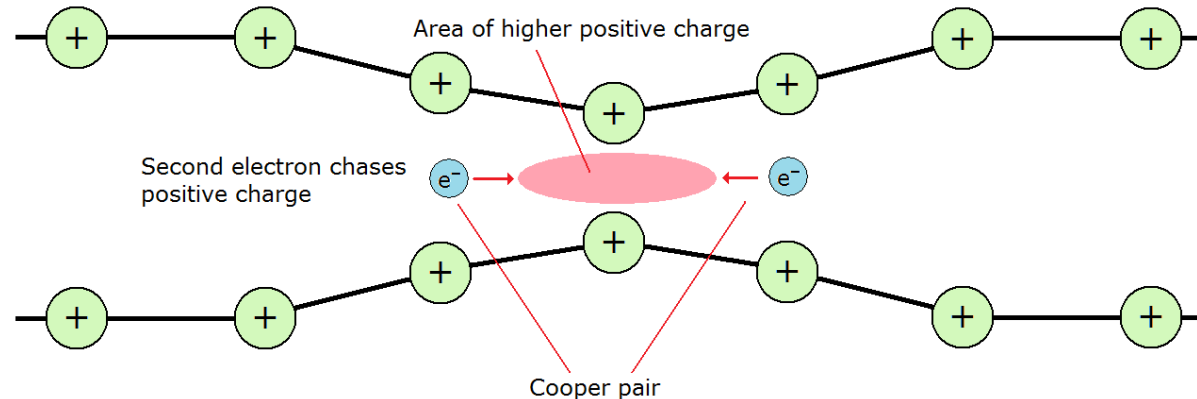 + + + + + + +
Area of higher positive charge
Second electron chases
positive charge
e⁻ e⁻
+ + + + + + +
Cooper pair